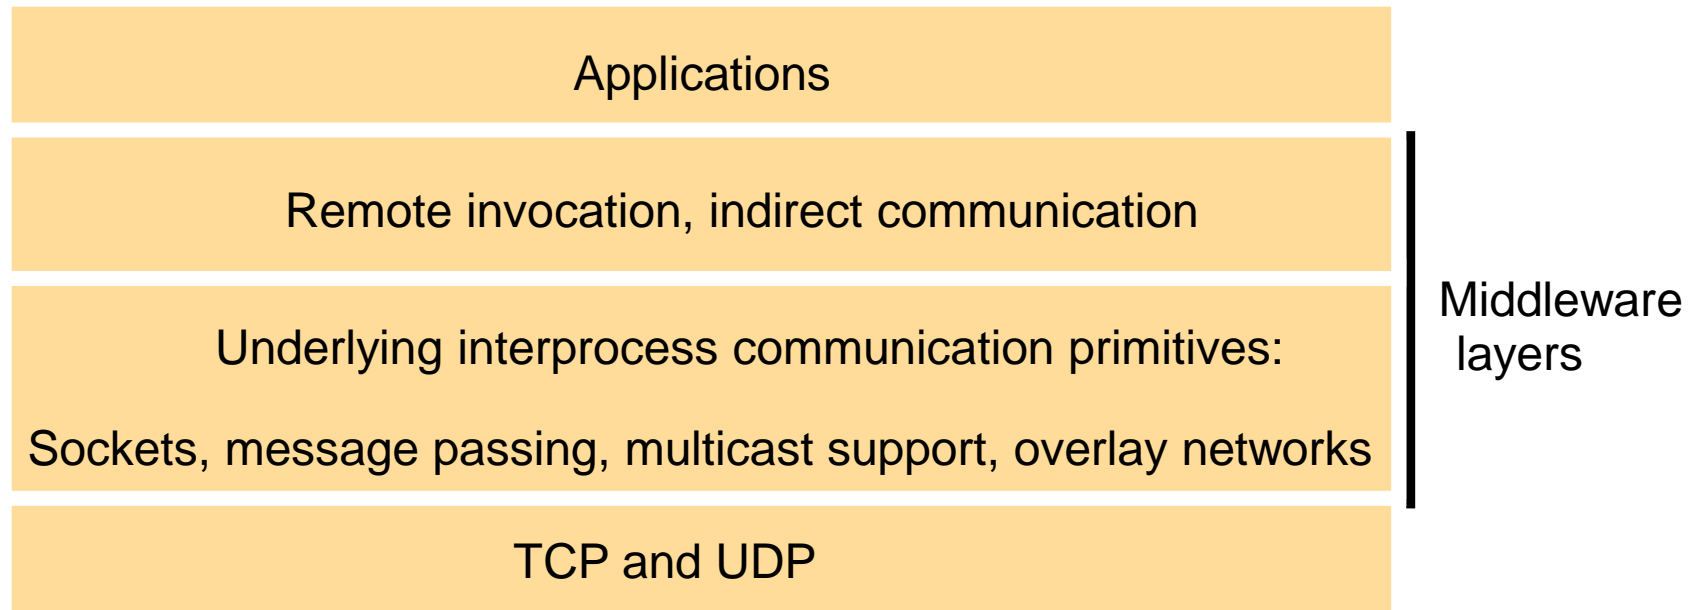 Applications
Remote invocation, indirect communication
Underlying interprocess communication primitives:
Sockets, message passing, multicast support, overlay networks
TCP and UDP
Middleware
layers